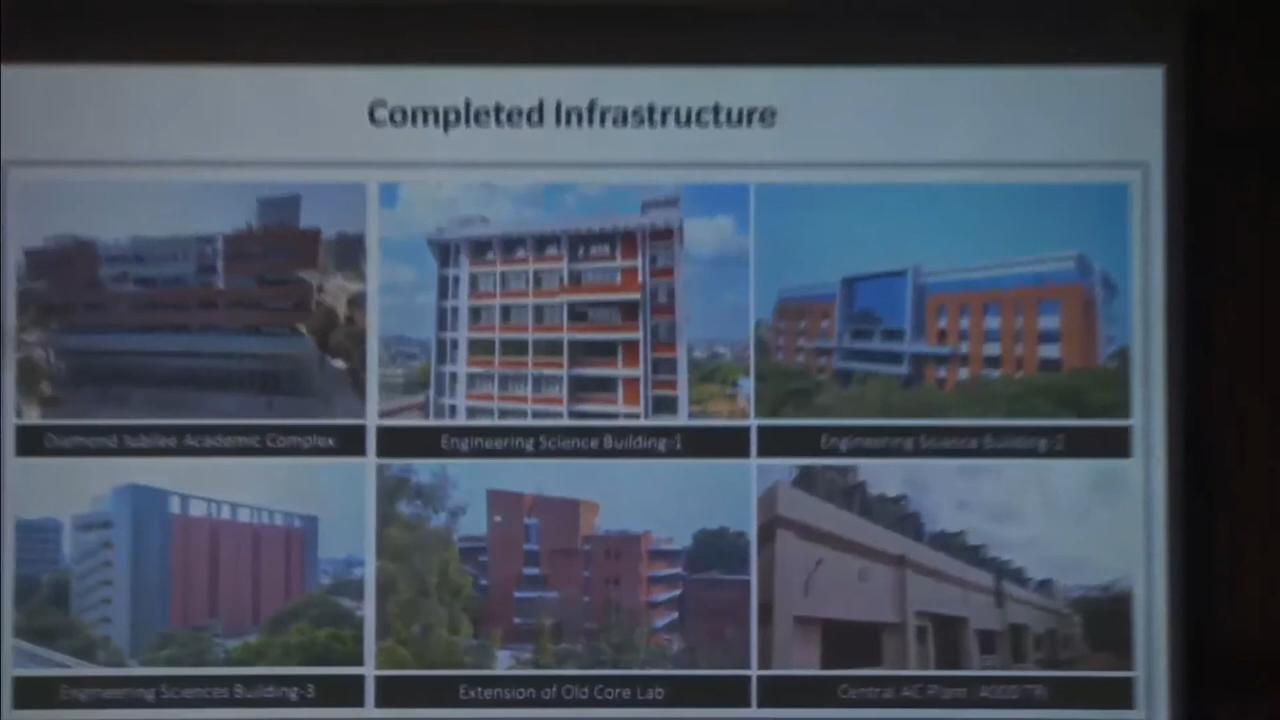 Completed Infrastructure
Diamond Jubilee Academic Complex
Engineering Science Building-1
Engineering Science Building-2
Engineering Sciences Building-3
Extension of Old Core Lab
Central AC Plant